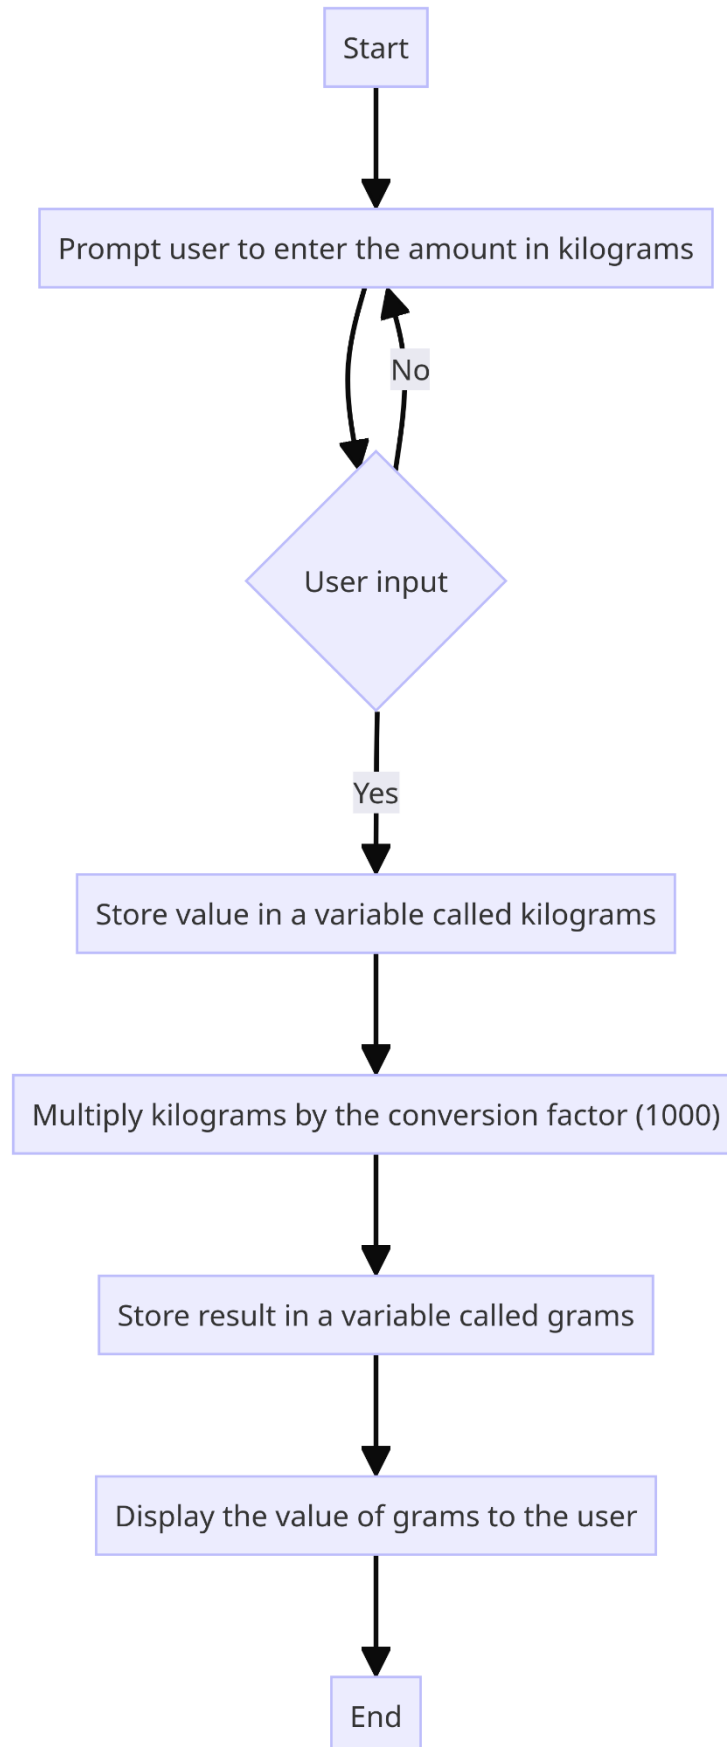 Start
Prompt user to enter the amount in kilograms
No
User input
Yes
Store value in a variable called kilograms
Multiply kilograms by the conversion factor (1000)
Store result in a variable called grams
Display the value of grams to the user
End